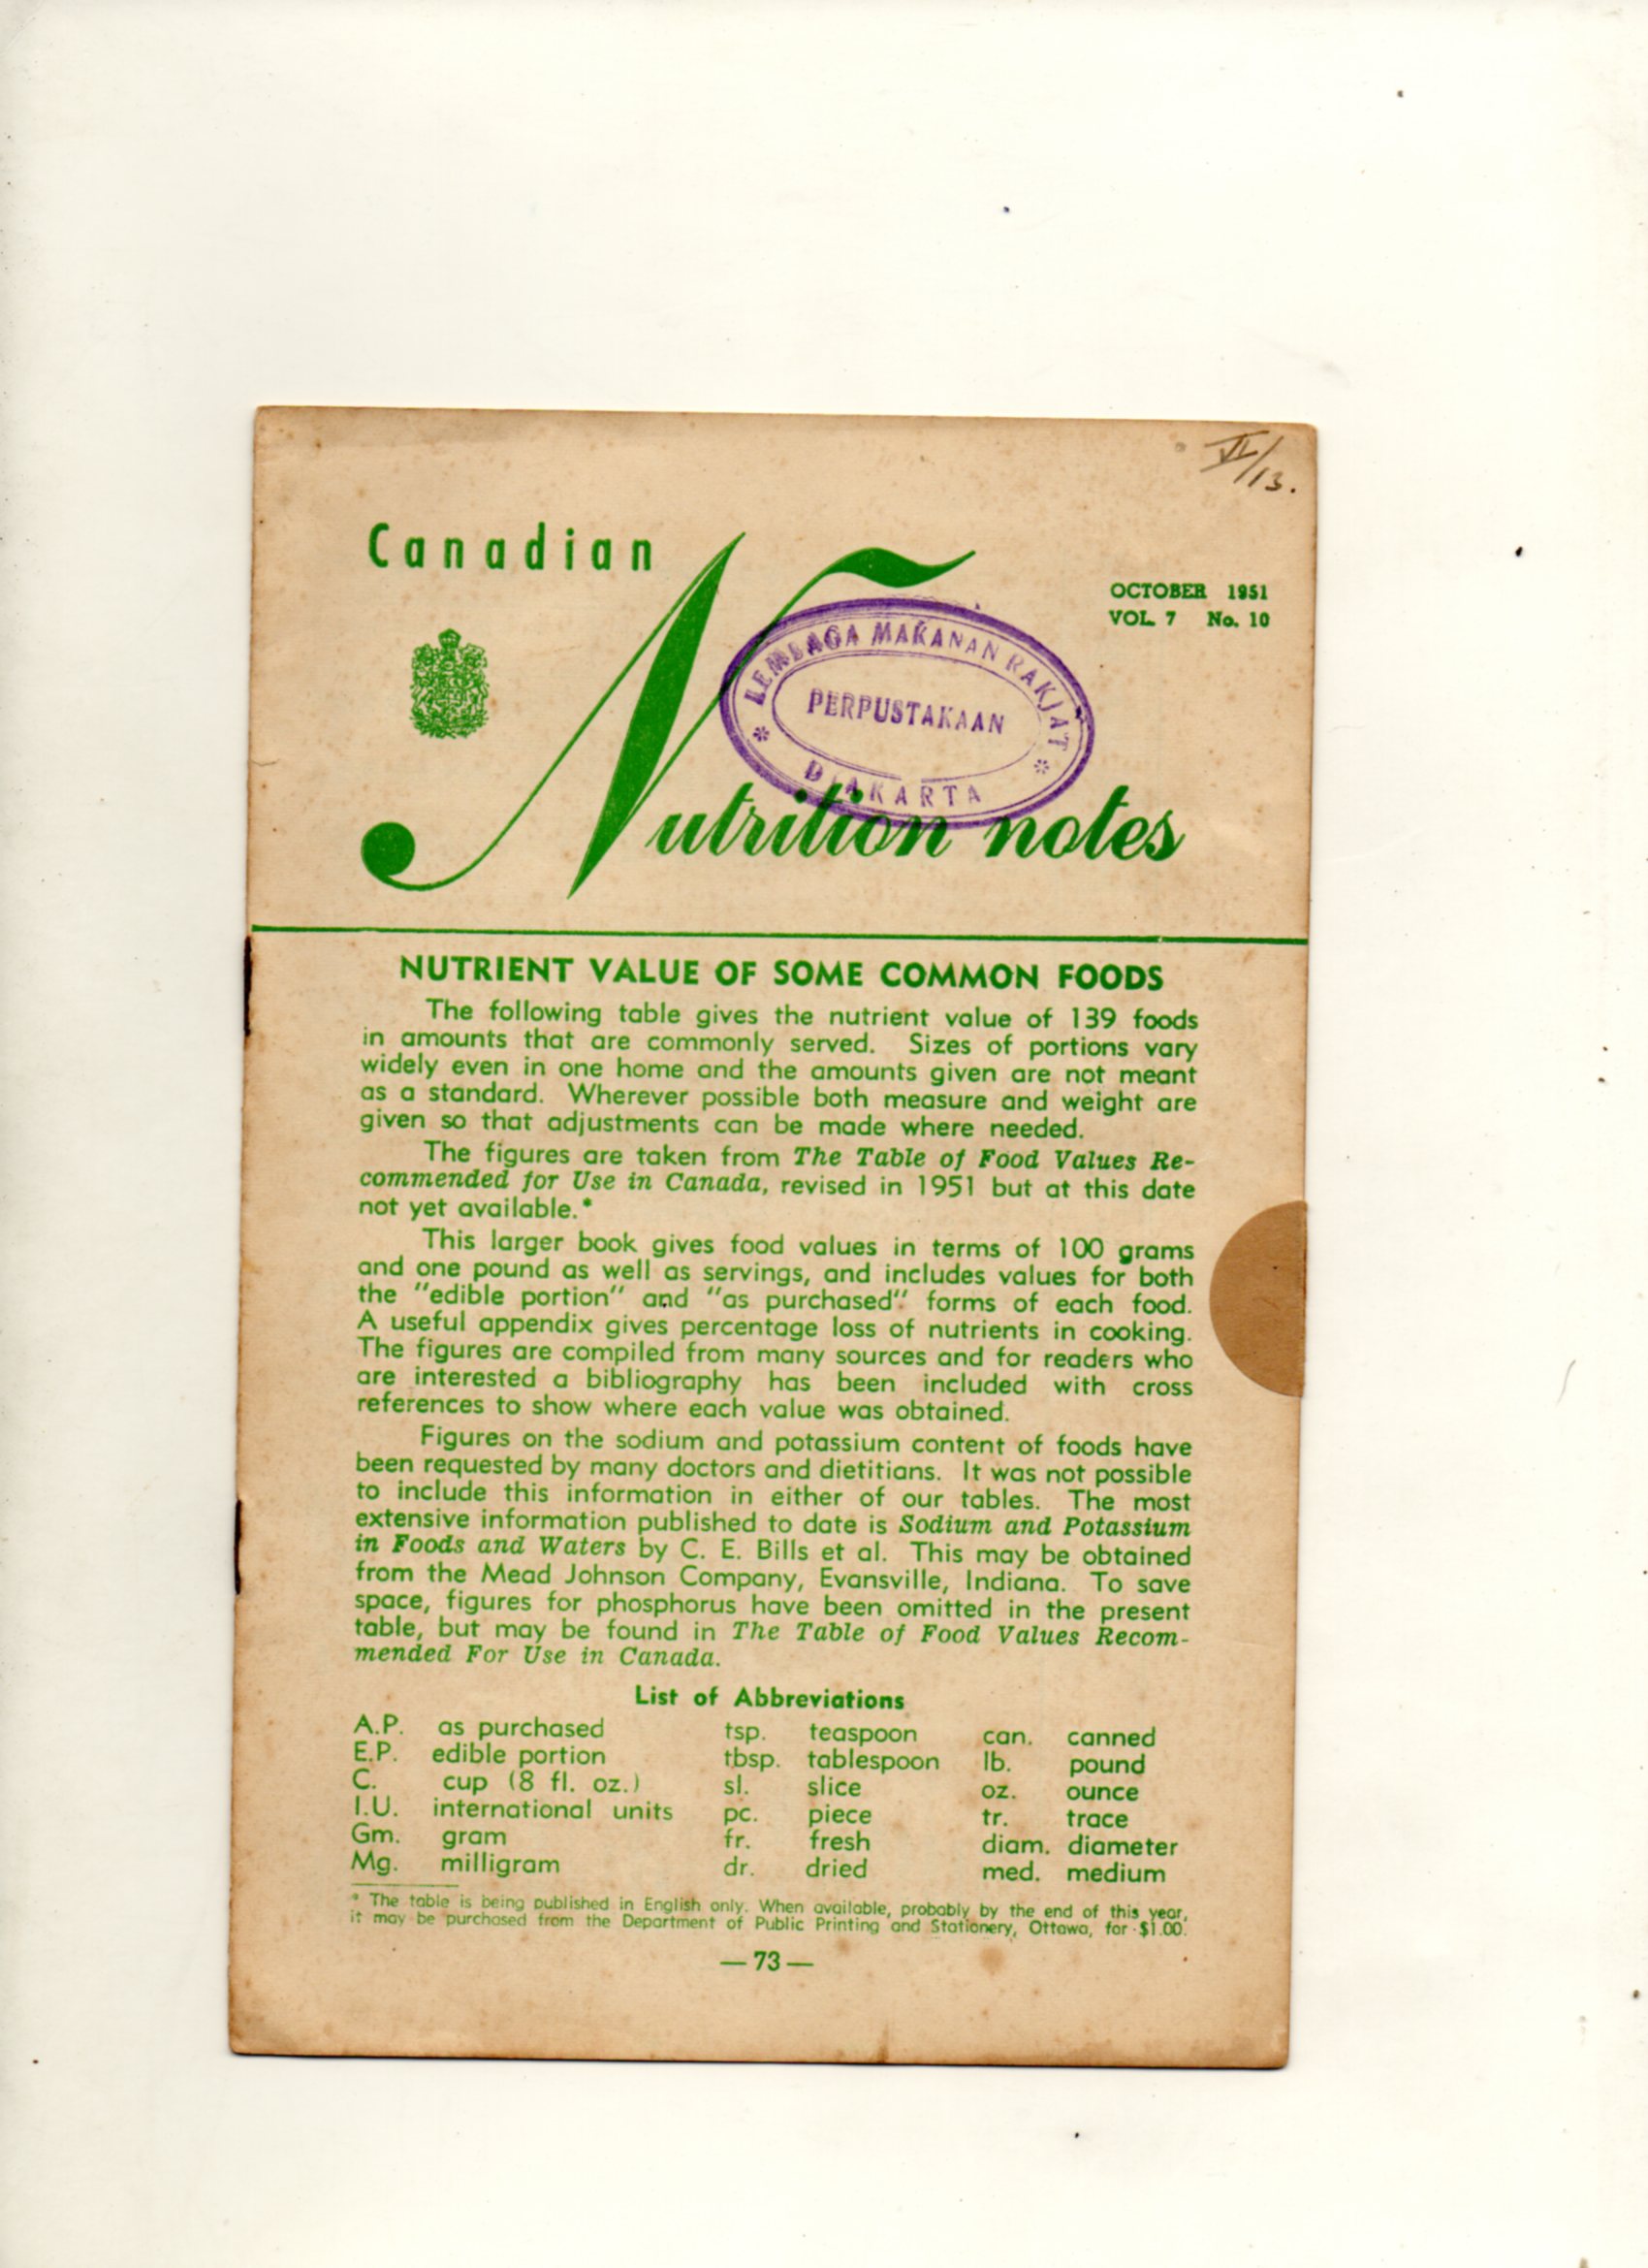 VI/13.
Canadian
OCTOBER 1951
VOL. 7 No. 10
LEMBAGA MAKANAN RAKJAT
PERPUSTAKAAN
DJAKARTA
Nutrition notes
NUTRIENT VALUE OF SOME COMMON FOODS
The following table gives the nutrient value of 139 foods
in amounts that are commonly served. Sizes of portions vary
widely even in one home and the amounts given are not meant
as a standard. Wherever possible both measure and weight are
given so that adjustments can be made where needed.
The figures are taken from The Table of Food Values Re-
commended for Use in Canada, revised in 1951 but at this date
not yet available.*
This larger book gives food values in terms of 100 grams
and one pound as well as servings, and includes values for both
the "edible portion" and "as purchased" forms of each food.
A useful appendix gives percentage loss of nutrients in cooking.
The figures are compiled from many sources and for readers who
are interested a bibliography has been included with cross
references to show where each value was obtained.
Figures on the sodium and potassium content of foods have
been requested by many doctors and dietitians. It was not possible
to include this information in either of our tables. The most
extensive information published to date is Sodium and Potassium
in Foods and Waters by C. E. Bills et al. This may be obtained
from the Mead Johnson Company, Evansville, Indiana. To save
space, figures for phosphorus have been omitted in the present
table, but may be found in The Table of Food Values Recom-
mended For Use in Canada.
List of Abbreviations
A.P. as purchased tsp. teaspoon can. canned
E.P. edible portion tbsp. tablespoon lb. pound
C. cup (8 fl. oz.) sl. slice oz. ounce
I.U. international units pc. piece tr. trace
Gm. gram fr. fresh diam. diameter
Mg. milligram dr. dried med. medium
* The table is being published in English only. When available, probably by the end of this year,
it may be purchased from the Department of Public Printing and Stationery, Ottawa, for $1.00.
—73—